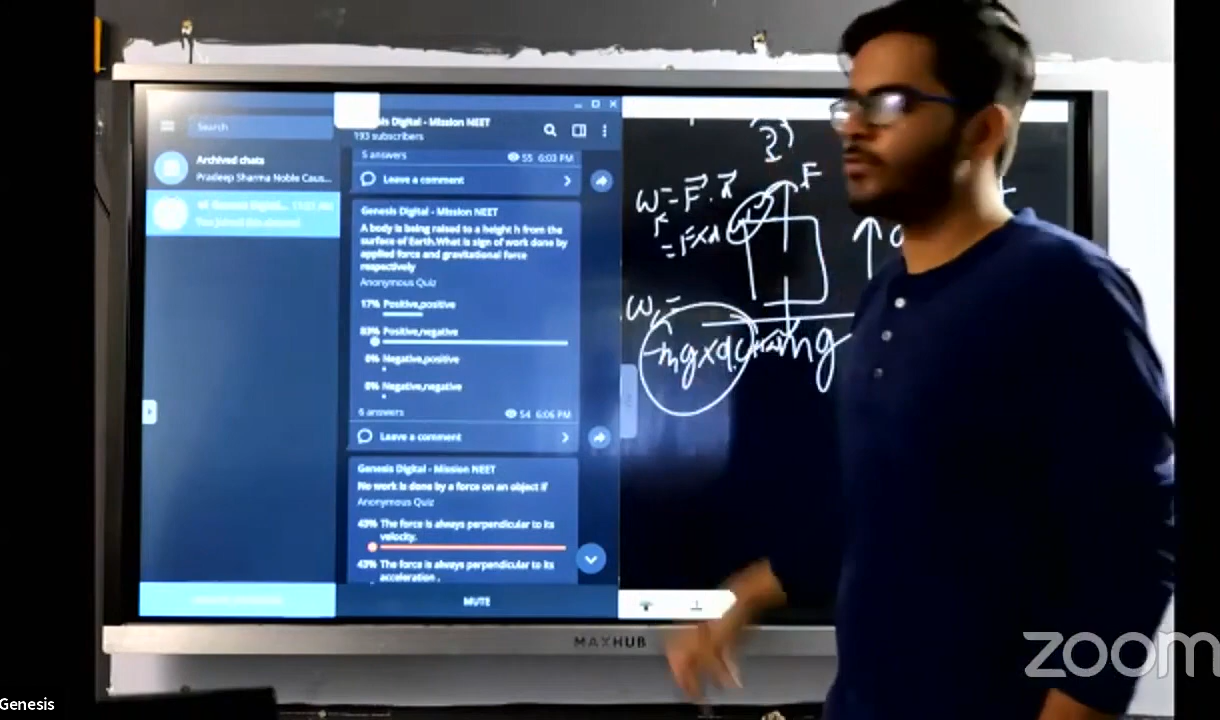 Search
Archived chats
Pradeep Sharma Noble Caus...
Genesis Digital - Mission NEET
193 subscribers
5 answers 55 6:03 PM
Leave a comment
Genesis Digital - Mission NEET
A body is being raised to a height h from the
surface of Earth.What is sign of work done by
applied force and gravitational force
respectively
Anonymous Quiz
17% Positive,positive
83% Positive,negative
0% Negative,positive
0% Negative,negative
6 answers 54 6:06 PM
Leave a comment
Genesis Digital - Mission NEET
No work is done by a force on an object if
Anonymous Quiz
43% The force is always perpendicular to its
velocity.
43% The force is always perpendicular to its
acceleration .
MUTE
3)
F
mg
MAXHUB
zoom
Genesis